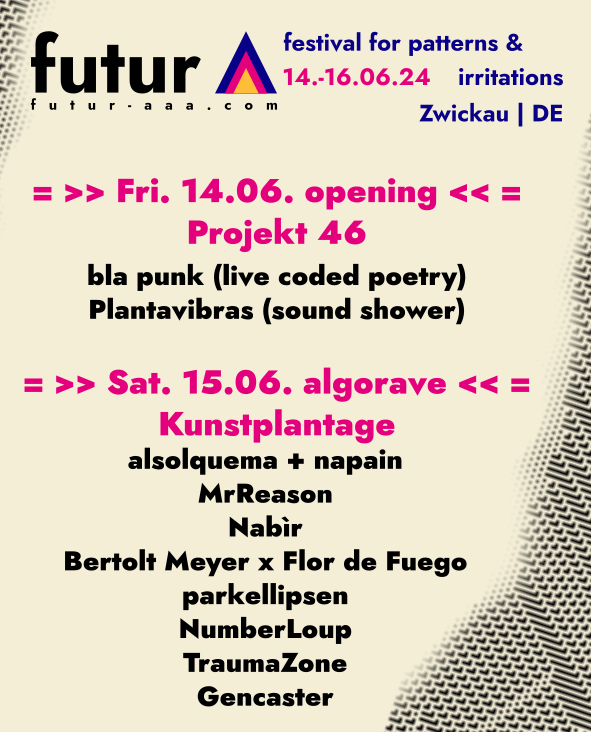 futur
futur-aaa.com
festival for patterns &
14.-16.06.24 irritations
Zwickau | DE
= >> Fri. 14.06. opening << =
Projekt 46
bla punk (live coded poetry)
Plantavibras (sound shower)
= >> Sat. 15.06. algorave << =
Kunstplantage
alsolquema + napain
MrReason
Nabìr
Bertolt Meyer x Flor de Fuego
parkellipsen
NumberLoup
TraumaZone
Gencaster